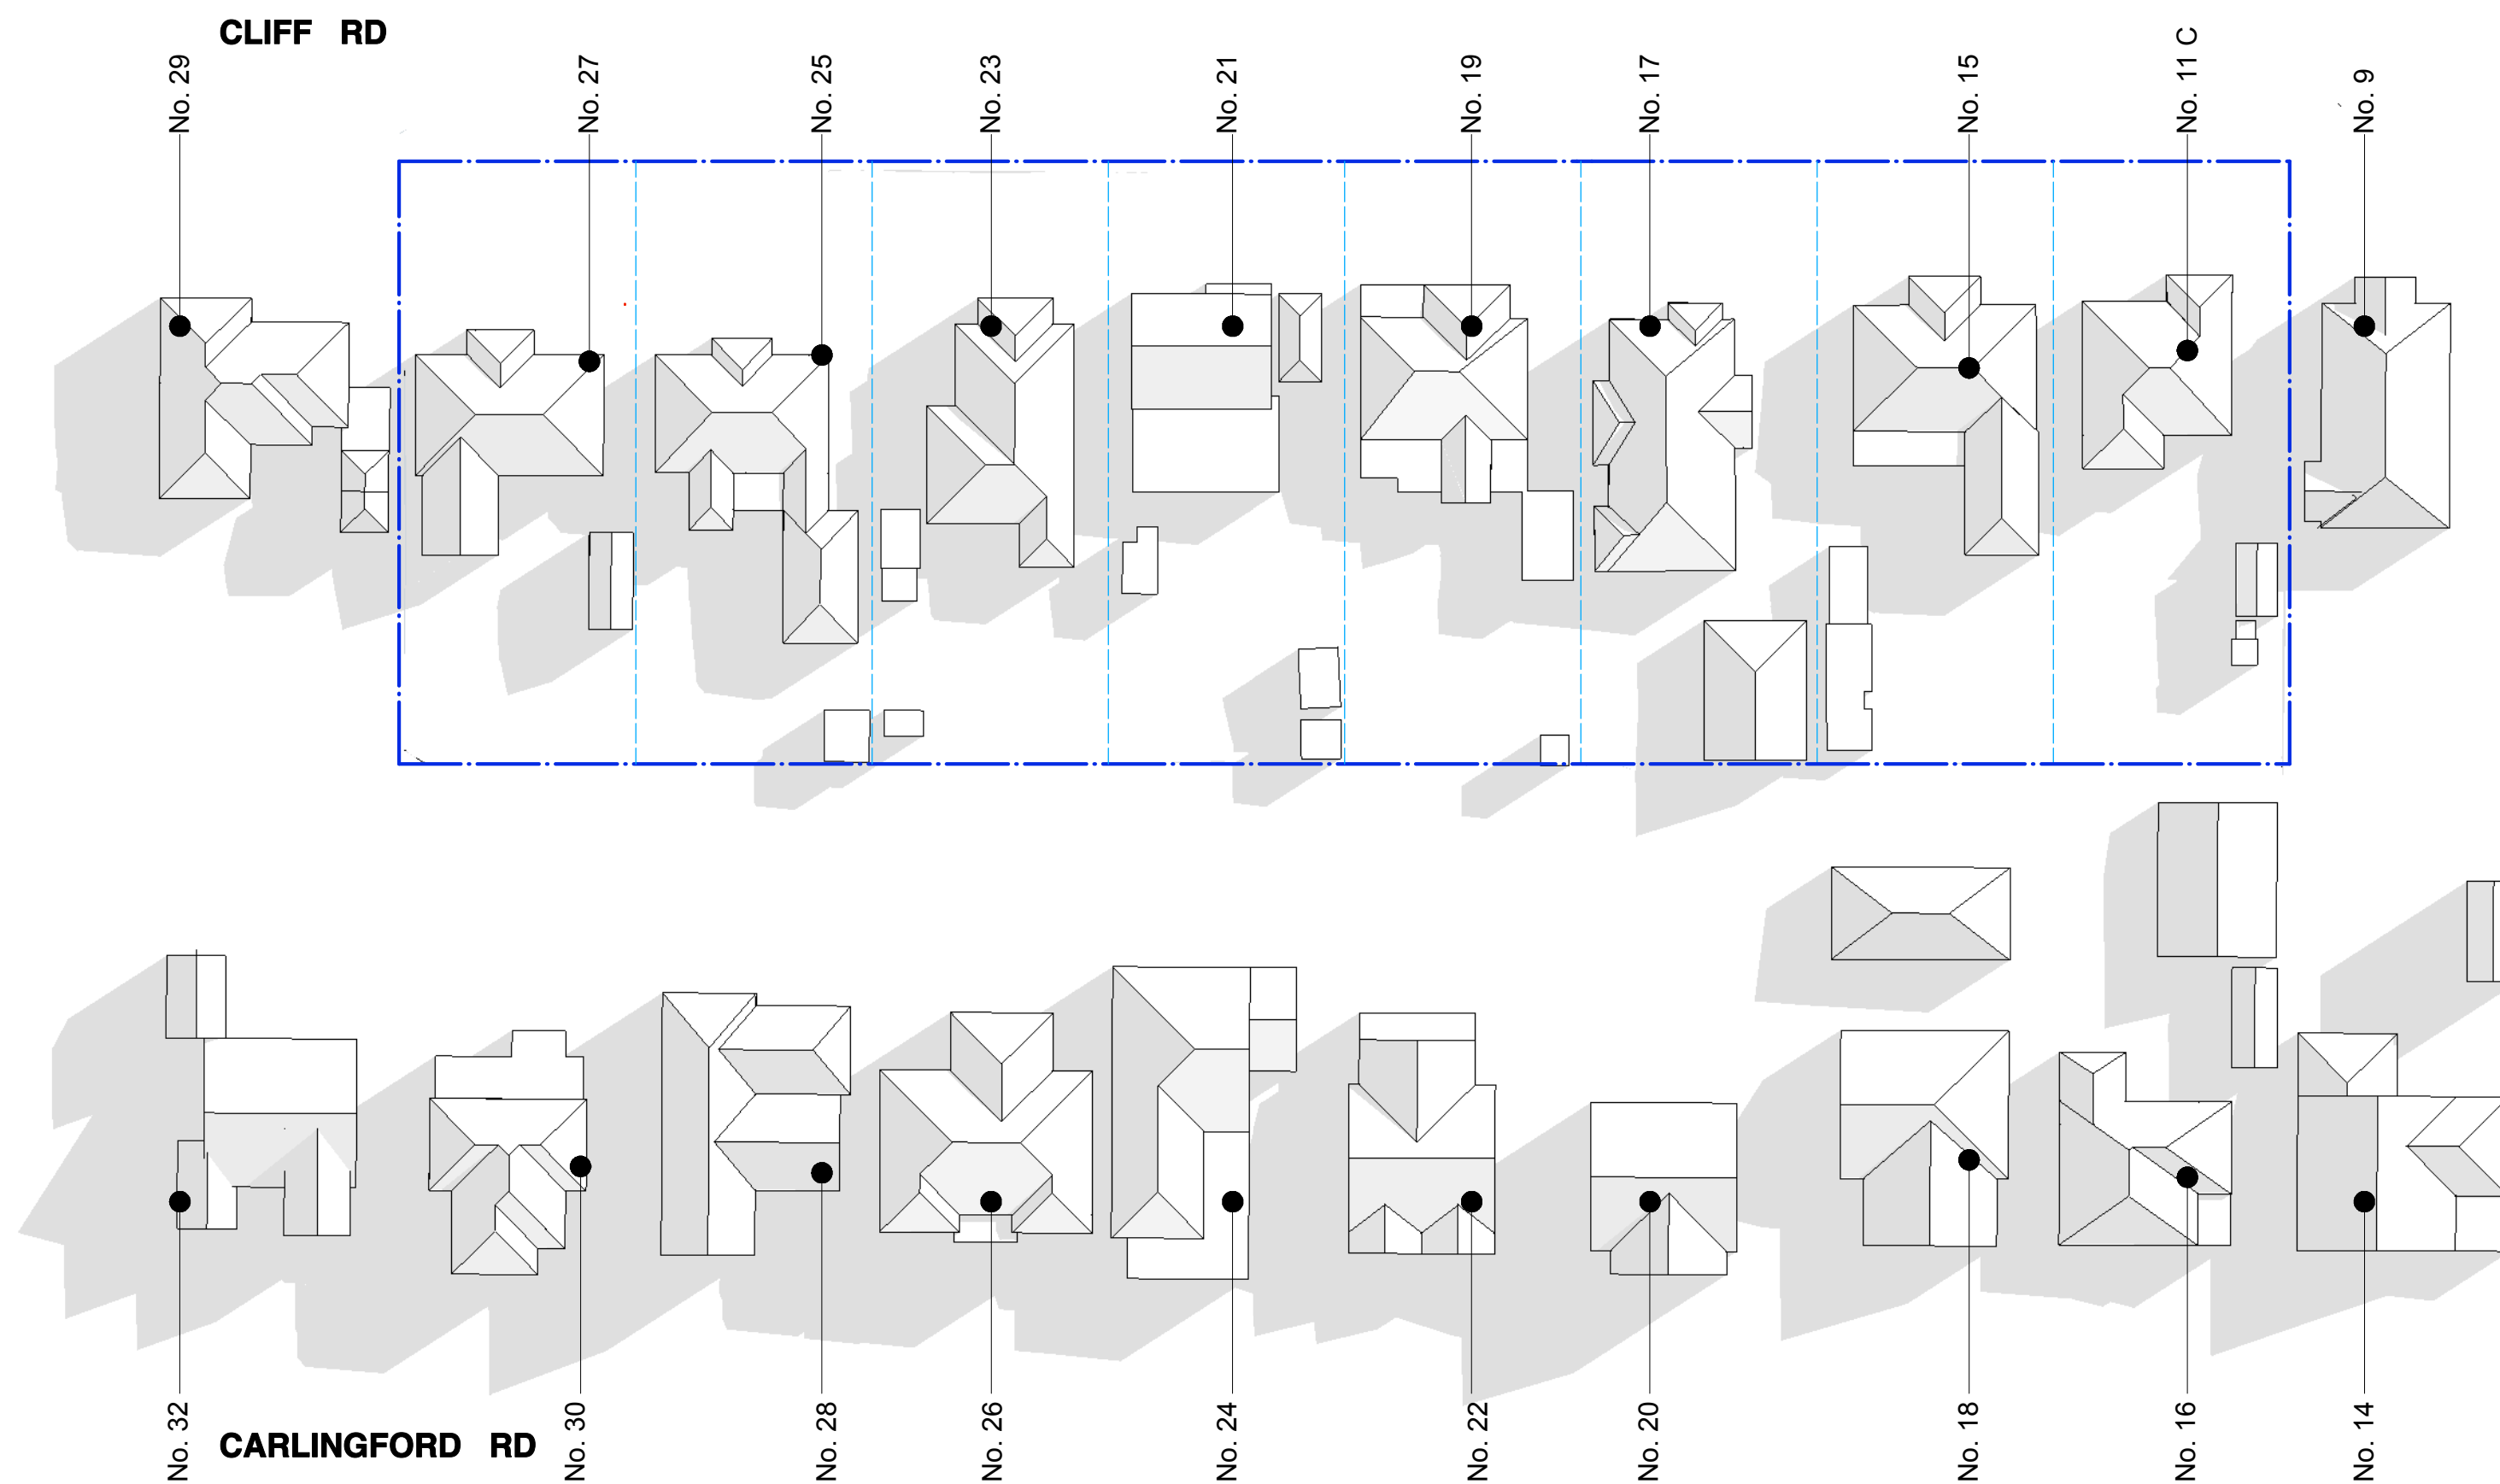 CLIFF RD
No. 29
No. 27
No. 25
No. 23
No. 21
No. 19
No. 17
No. 15
No. 11 C
No. 9
No. 32
No. 30
No. 28
No. 26
No. 24
No. 22
No. 20
No. 18
No. 16
No. 14
CARLINGFORD RD